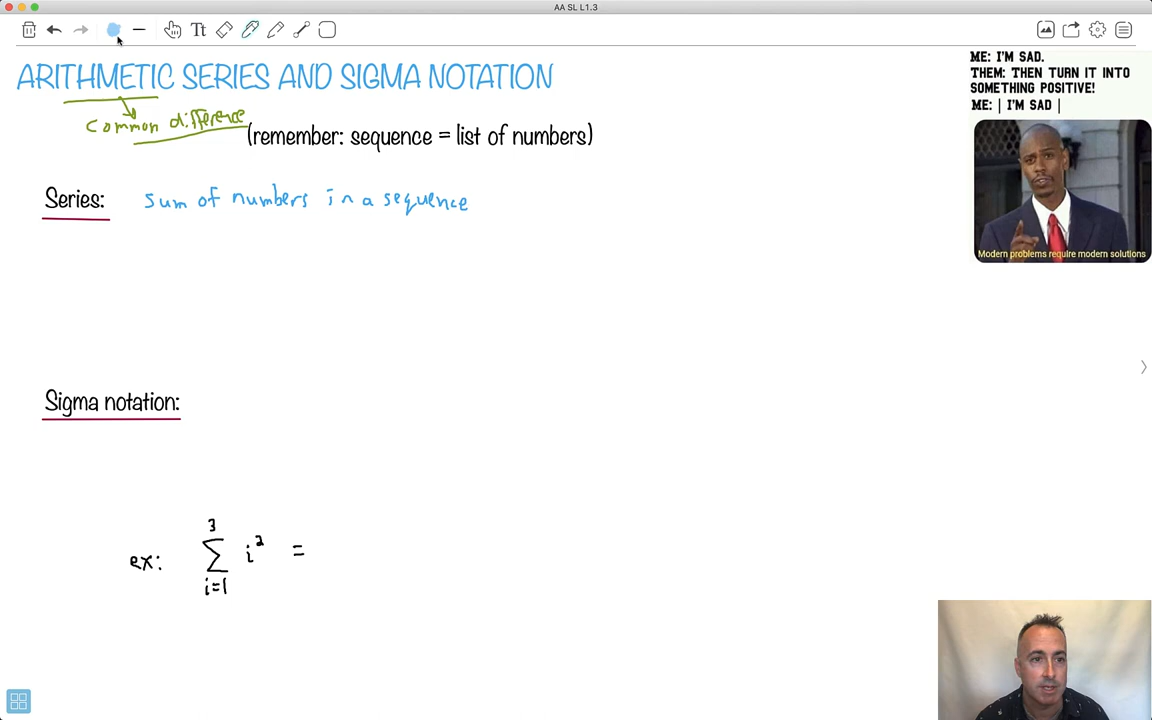 AA SL L1.3
Tt
ARITHMETIC SERIES AND SIGMA NOTATION
common difference
(remember: sequence = list of numbers)
Series: sum of numbers in a sequence
Sigma notation:
ex: 3
∑ i² =
i=1
ME: I'M SAD.
THEM: THEN TURN IT INTO
SOMETHING POSITIVE!
ME: | I'M SAD |
Modern problems require modern solutions